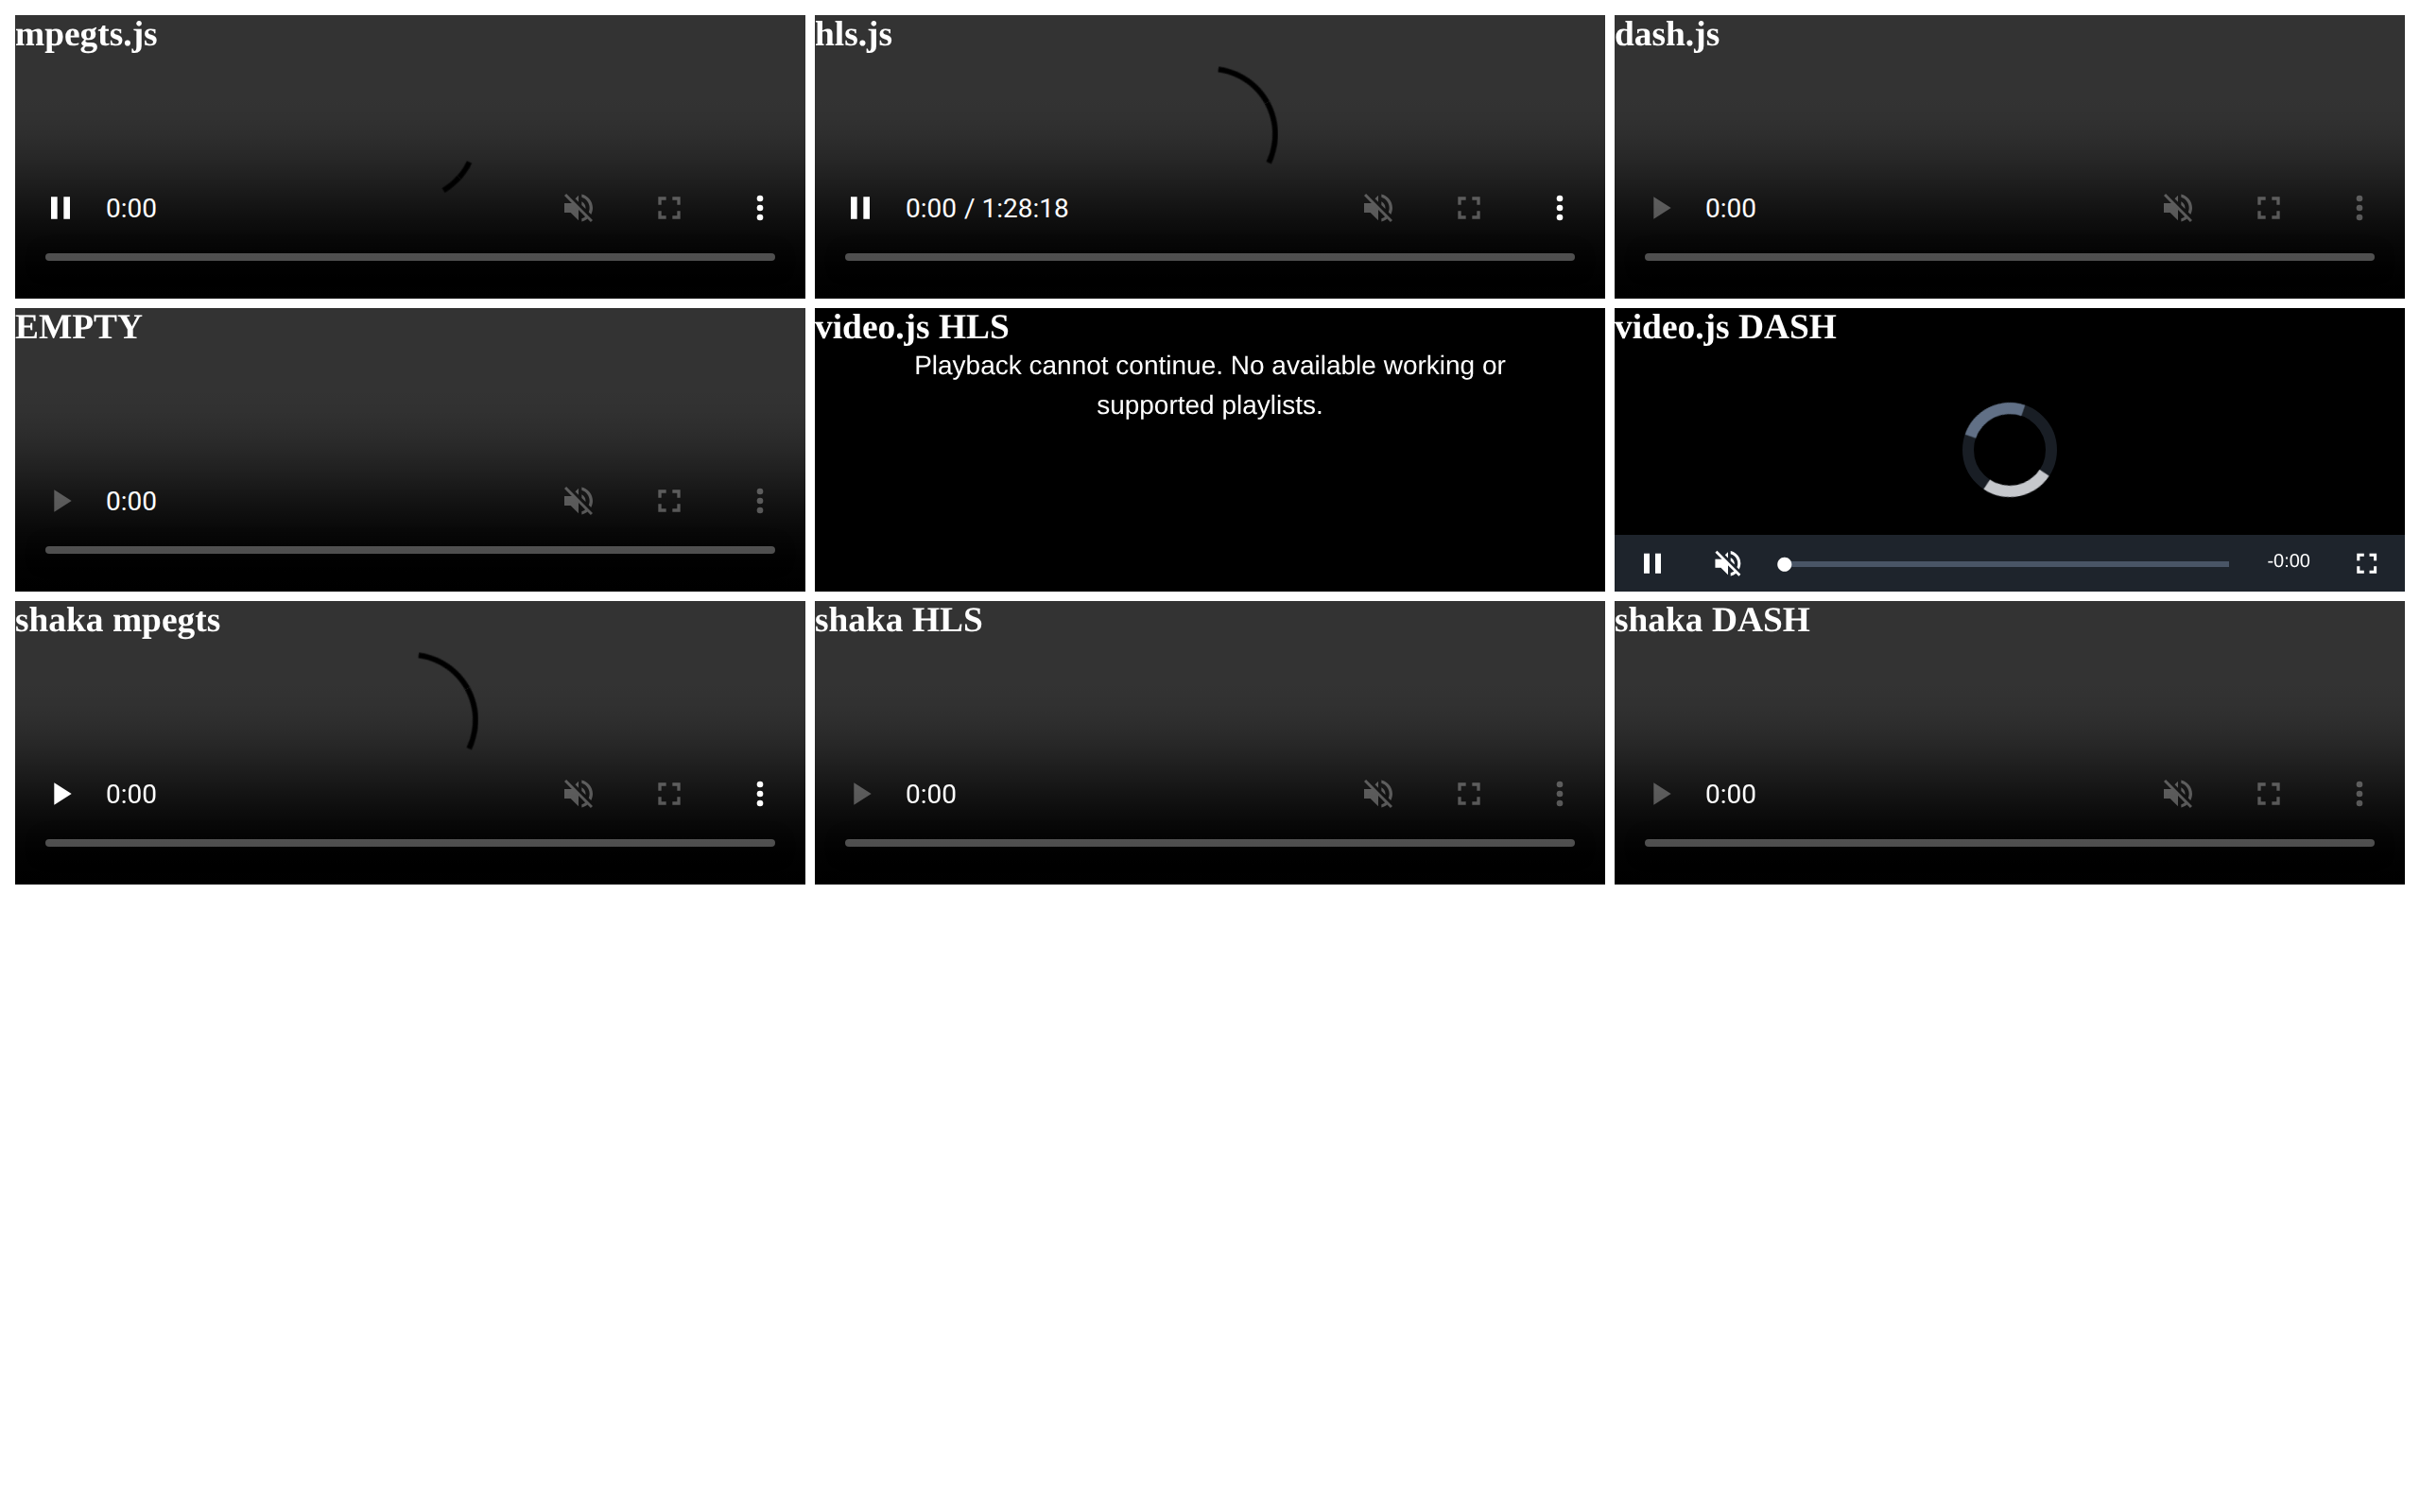 mpegts.js
0:00
hls.js
0:00 / 1:28:18
dash.js
0:00
EMPTY
0:00
video.js HLS
Playback cannot continue. No available working or
supported playlists.
video.js DASH
-0:00
shaka mpegts
0:00
shaka HLS
0:00
shaka DASH
0:00